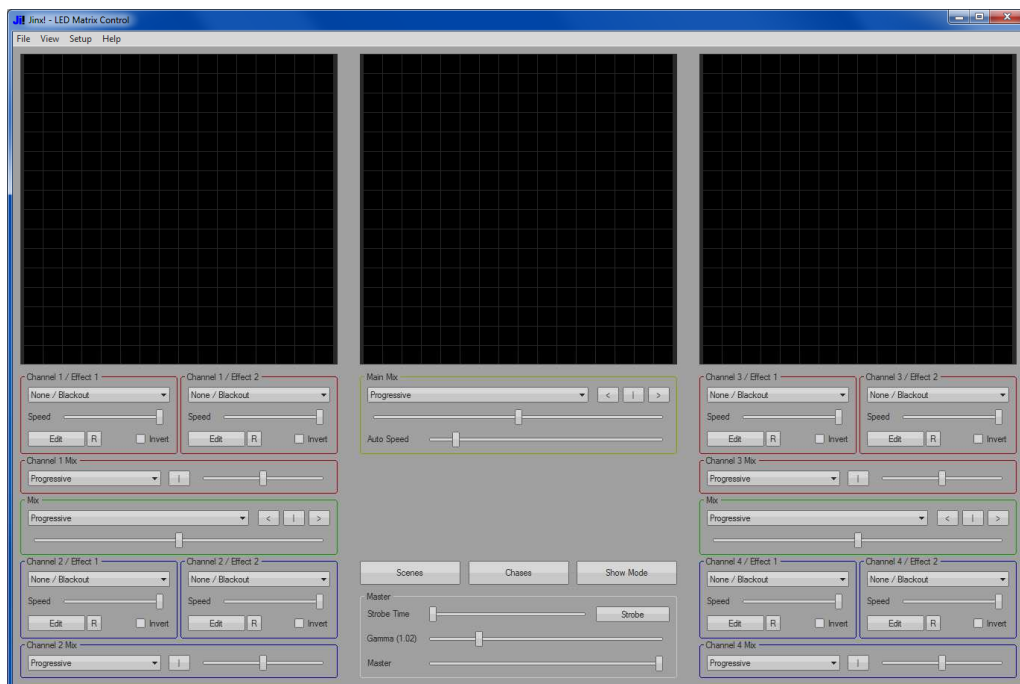 Ji! Jinx! - LED Matrix Control
File View Setup Help
Channel 1 / Effect 1
None / Blackout
Speed
Edit R Invert
Channel 1 / Effect 2
None / Blackout
Speed
Edit R Invert
Channel 1 Mix
Progressive |
Mix
Progressive < | >
Channel 2 / Effect 1
None / Blackout
Speed
Edit R Invert
Channel 2 / Effect 2
None / Blackout
Speed
Edit R Invert
Channel 2 Mix
Progressive |
Main Mix
Progressive < | >
Auto Speed
Scenes Chases Show Mode
Master
Strobe Time Strobe
Gamma (1.02)
Master
Channel 3 / Effect 1
None / Blackout
Speed
Edit R Invert
Channel 3 / Effect 2
None / Blackout
Speed
Edit R Invert
Channel 3 Mix
Progressive |
Mix
Progressive < | >
Channel 4 / Effect 1
None / Blackout
Speed
Edit R Invert
Channel 4 / Effect 2
None / Blackout
Speed
Edit R Invert
Channel 4 Mix
Progressive |